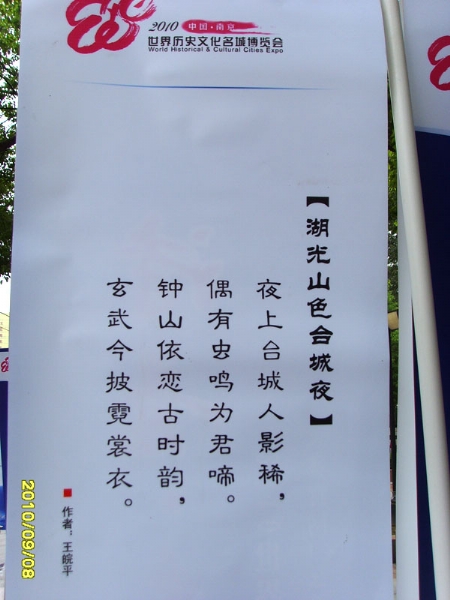 2010 中国·南京
世界历史文化名城博览会
World Historical & Cultural Cities Expo
【湖光山色台城夜】
夜上台城人影稀，
偶有虫鸣为君啼。
钟山依恋古时韵，
玄武今披霓裳衣。
■ 作者：王皖平
2010/09/08